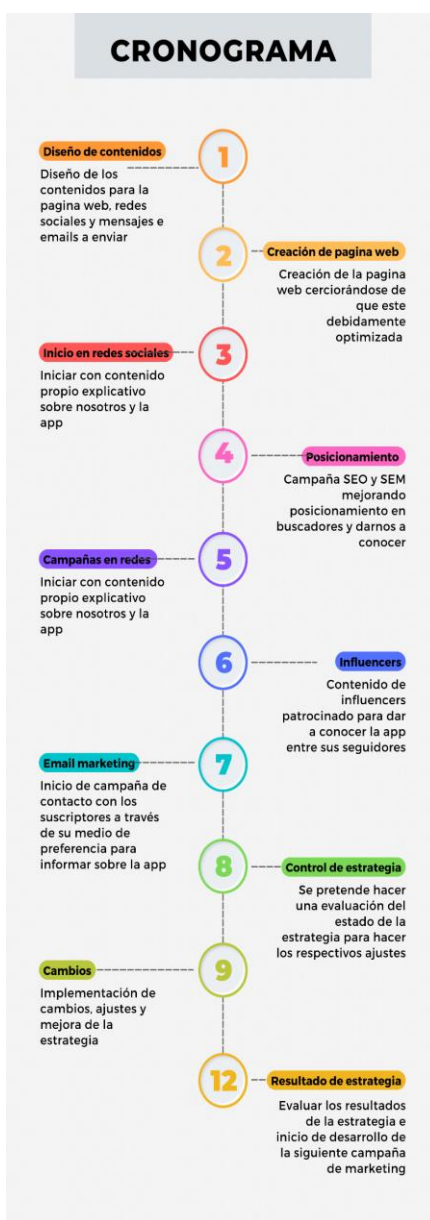 CRONOGRAMA
1
Diseño de contenidos
Diseño de los
contenidos para la
pagina web, redes
sociales y mensajes e
emails a enviar
2
Creación de pagina web
Creación de la pagina
web cerciorándose de
que este
debidamente
optimizada
3
Inicio en redes sociales
Iniciar con contenido
propio explicativo
sobre nosotros y la
app
4
Posicionamiento
Campaña SEO y SEM
mejorando
posicionamiento en
buscadores y darnos a
conocer
5
Campañas en redes
Iniciar con contenido
propio explicativo
sobre nosotros y la
app
6
Influencers
Contenido de
influencers
patrocinado para dar
a conocer la app
entre sus seguidores
7
Email marketing
Inicio de campaña de
contacto con los
suscriptores a través
de su medio de
preferencia para
informar sobre la app
8
Control de estrategia
Se pretende hacer
una evaluación del
estado de la
estrategia para hacer
los respectivos ajustes
9
Cambios
Implementación de
cambios, ajustes y
mejora de la
estrategia
12
Resultado de estrategia
Evaluar los resultados
de la estrategia e
inicio de desarrollo de
la siguiente campaña
de marketing